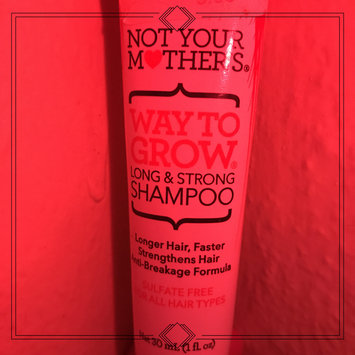 NOT YOUR
MOTHER'S®
WAY TO
GROW®
LONG & STRONG
SHAMPOO
Longer Hair, Faster
Strengthens Hair
Anti-Breakage Formula
SULFATE FREE
FOR ALL HAIR TYPES
Net 30 mL (1 fl. oz)